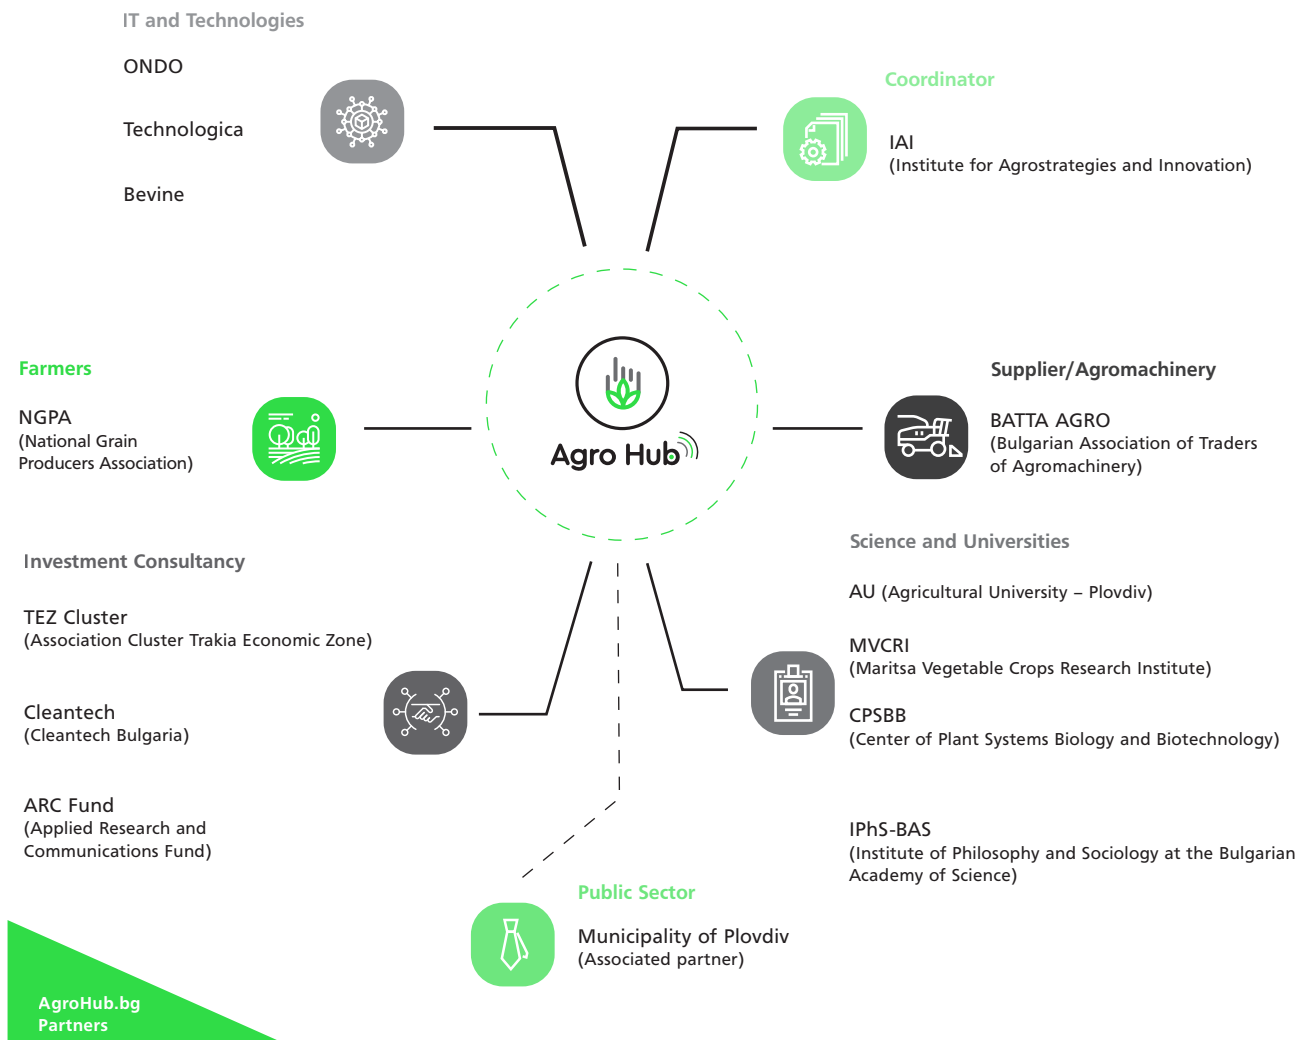 IT and Technologies
ONDO
Technologica
Bevine
Coordinator
IAI
(Institute for Agrostrategies and Innovation)
Farmers
NGPA
(National Grain
Producers Association)
Agro Hub
Supplier/Agromachinery
BATTA AGRO
(Bulgarian Association of Traders
of Agromachinery)
Investment Consultancy
TEZ Cluster
(Association Cluster Trakia Economic Zone)
Cleantech
(Cleantech Bulgaria)
ARC Fund
(Applied Research and
Communications Fund)
Science and Universities
AU (Agricultural University – Plovdiv)
MVCRI
(Maritsa Vegetable Crops Research Institute)
CPSBB
(Center of Plant Systems Biology and Biotechnology)
IPhS-BAS
(Institute of Philosophy and Sociology at the Bulgarian
Academy of Science)
Public Sector
Municipality of Plovdiv
(Associated partner)
AgroHub.bg
Partners